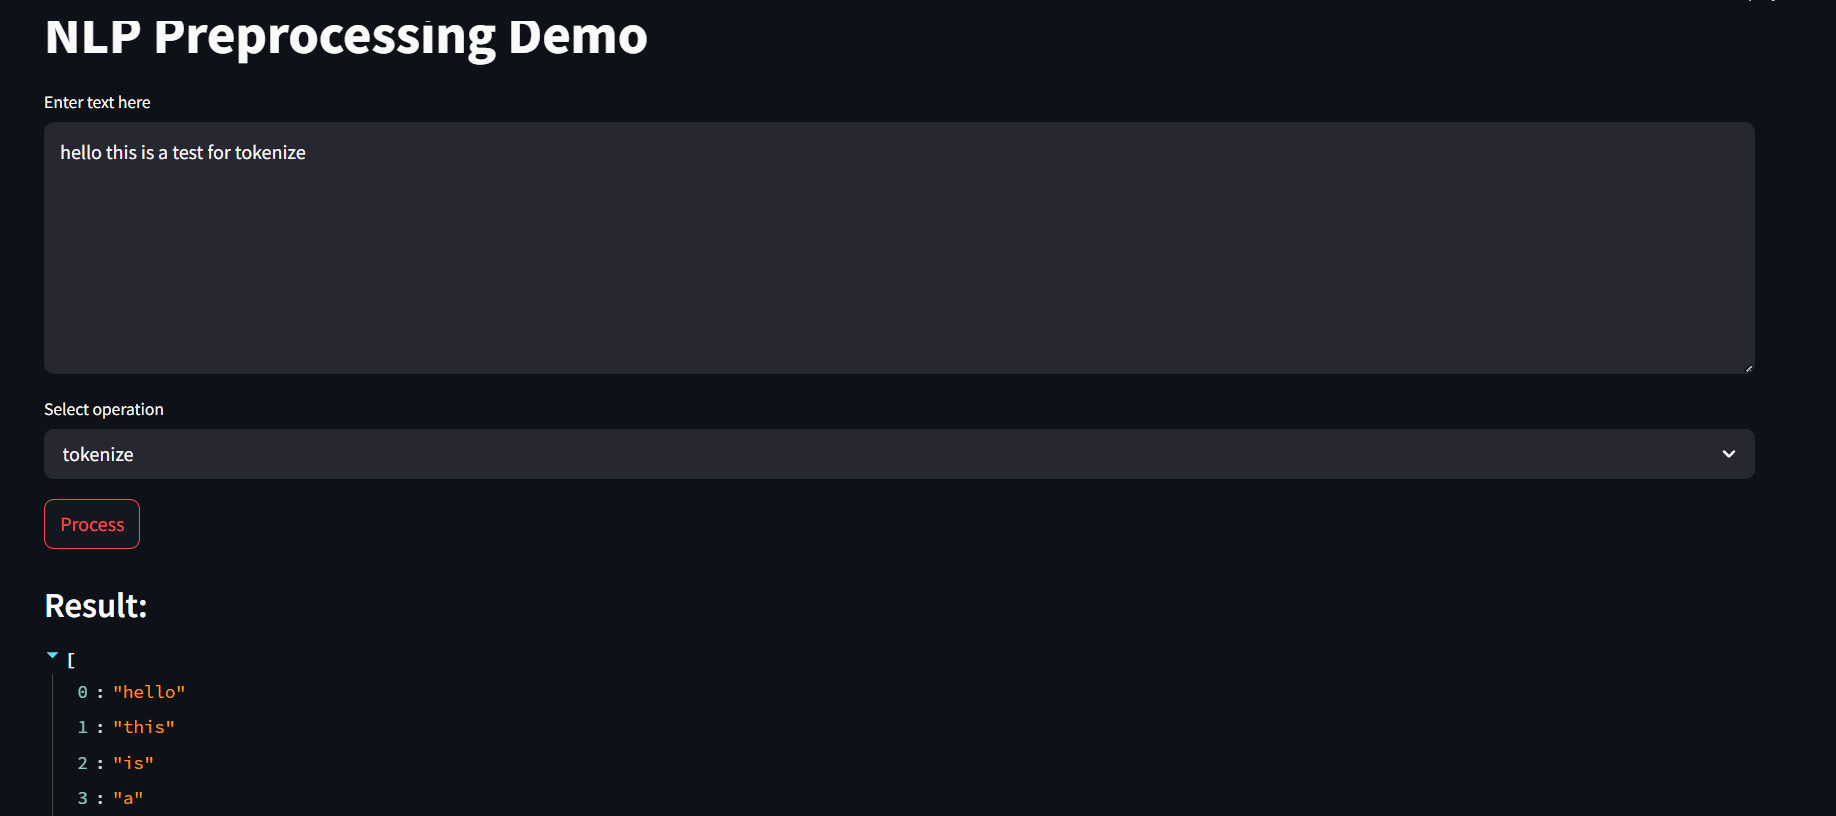 NLP Preprocessing Demo
Enter text here
hello this is a test for tokenize
Select operation
tokenize
Process
Result:
[
0 : "hello"
1 : "this"
2 : "is"
3 : "a"